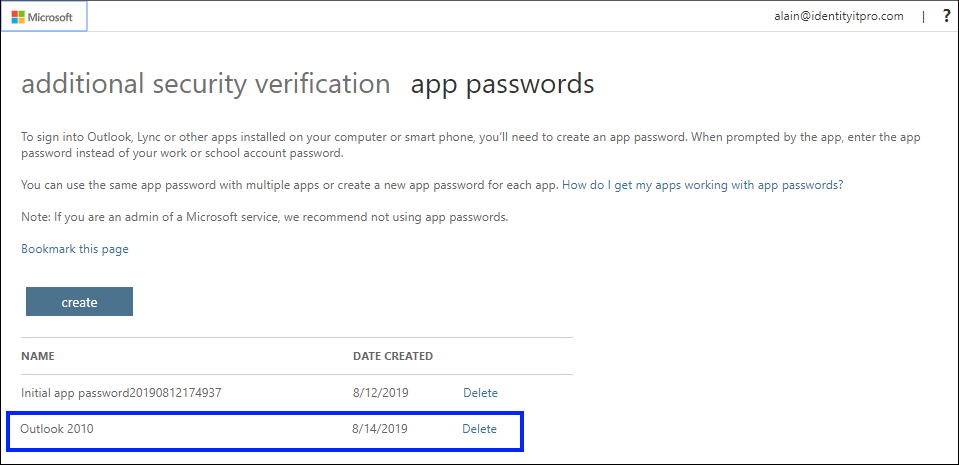 Microsoft
alain@identityitpro.com | ?
additional security verification app passwords
To sign into Outlook, Lync or other apps installed on your computer or smart phone, you'll need to create an app password. When prompted by the app, enter the app
password instead of your work or school account password.
You can use the same app password with multiple apps or create a new app password for each app. How do I get my apps working with app passwords?
Note: If you are an admin of a Microsoft service, we recommend not using app passwords.
Bookmark this page
create
NAME DATE CREATED
Initial app password20190812174937 8/12/2019 Delete
Outlook 2010 8/14/2019 Delete